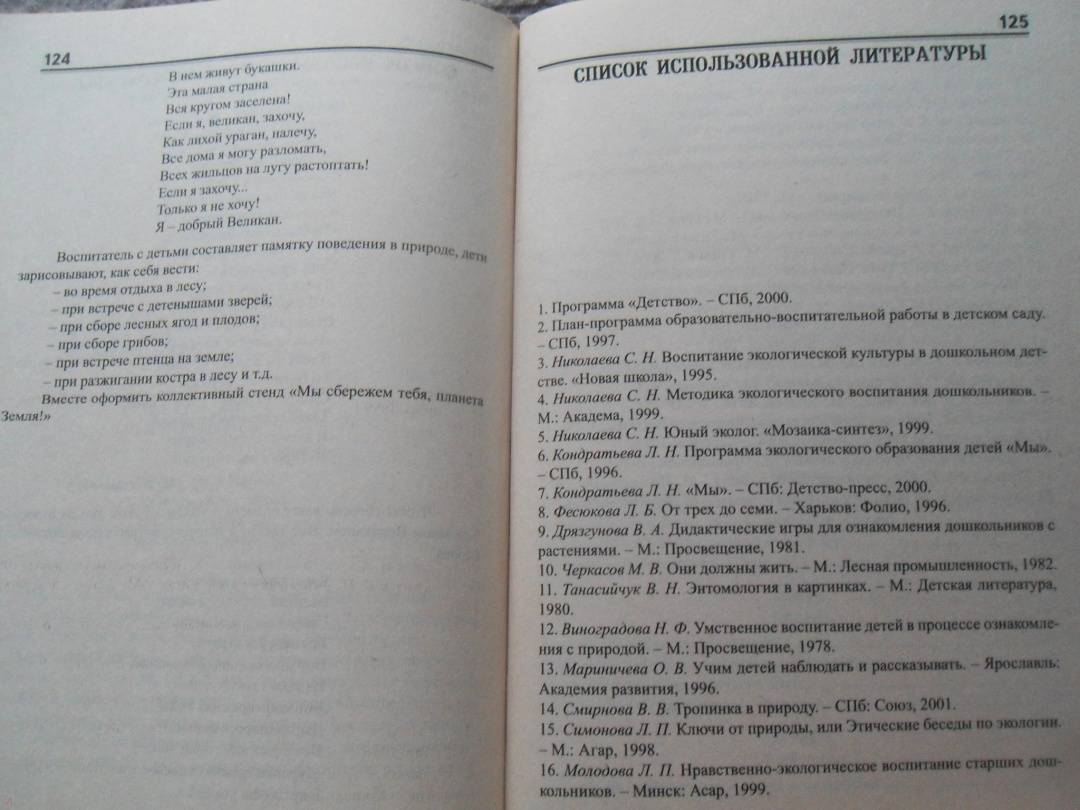 124
В нем живут букашки.
Эта малая страна
Вся кругом заселена!
Если я, великан, захочу,
Как лихой ураган, налечу,
Все дома я могу разломать,
Всех жильцов на лугу растоптать!
Если я захочу...
Только я не хочу!
Я – добрый Великан.
Воспитатель с детьми составляет памятку поведения в природе, дети
зарисовывают, как себя вести:
– во время отдыха в лесу;
– при встрече с детенышами зверей;
– при сборе лесных ягод и плодов;
– при сборе грибов;
– при встрече птенца на земле;
– при разжигании костра в лесу и т.д.
Вместе оформить коллективный стенд «Мы сбережем тебя, планета
Земля!»
125
СПИСОК ИСПОЛЬЗОВАННОЙ ЛИТЕРАТУРЫ
1. Программа «Детство». – СПб, 2000.
2. План-программа образовательно-воспитательной работы в детском саду.
– СПб, 1997.
3. Николаева С. Н. Воспитание экологической культуры в дошкольном дет-
стве. «Новая школа», 1995.
4. Николаева С. Н. Методика экологического воспитания дошкольников. –
М.: Академа, 1999.
5. Николаева С. Н. Юный эколог. «Мозаика-синтез», 1999.
6. Кондратьева Л. Н. Программа экологического образования детей «Мы».
– СПб, 1996.
7. Кондратьева Л. Н. «Мы». – СПб: Детство-пресс, 2000.
8. Фесюкова Л. Б. От трех до семи. – Харьков: Фолио, 1996.
9. Дрязгунова В. А. Дидактические игры для ознакомления дошкольников с
растениями. – М.: Просвещение, 1981.
10. Черкасов М. В. Они должны жить. – М.: Лесная промышленность, 1982.
11. Танасийчук В. Н. Энтомология в картинках. – М.: Детская литература,
1980.
12. Виноградова Н. Ф. Умственное воспитание детей в процессе ознакомле-
ния с природой. – М.: Просвещение, 1978.
13. Мариничева О. В. Учим детей наблюдать и рассказывать. – Ярославль:
Академия развития, 1996.
14. Смирнова В. В. Тропинка в природу. – СПб: Союз, 2001.
15. Симонова Л. П. Ключи от природы, или Этические беседы по экологии.
– М.: Агар, 1998.
16. Молодова Л. П. Нравственно-экологическое воспитание старших дош-
кольников. – Минск: Асар, 1999.